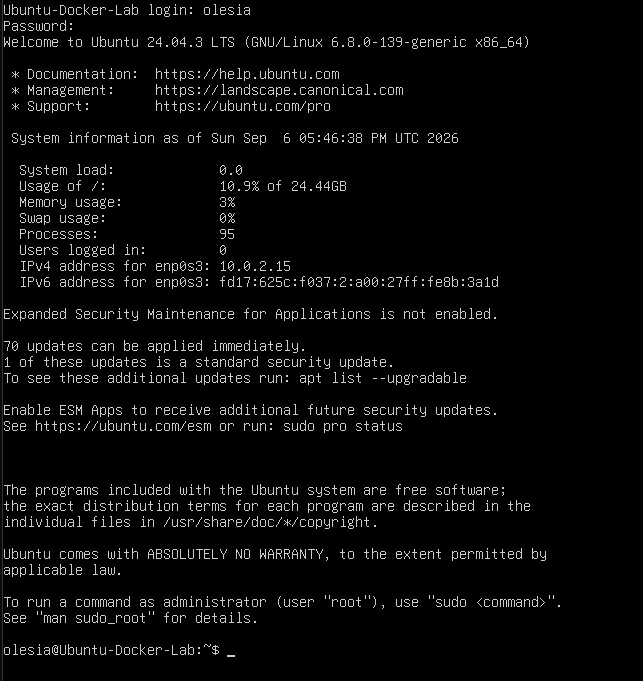 Ubuntu-Docker-Lab login: olesia
Password:
Welcome to Ubuntu 24.04.3 LTS (GNU/Linux 6.8.0-139-generic x86_64)
* Documentation:  https://help.ubuntu.com
* Management:     https://landscape.canonical.com
* Support:        https://ubuntu.com/pro
System information as of Sun Sep  6 05:46:38 PM UTC 2026
System load:             0.0
Usage of /:              10.9% of 24.44GB
Memory usage:            3%
Swap usage:              0%
Processes:               95
Users logged in:         0
IPv4 address for enp0s3: 10.0.2.15
IPv6 address for enp0s3: fd17:625c:f037:2:a00:27ff:fe8b:3a1d
Expanded Security Maintenance for Applications is not enabled.
70 updates can be applied immediately.
1 of these updates is a standard security update.
To see these additional updates run: apt list --upgradable
Enable ESM Apps to receive additional future security updates.
See https://ubuntu.com/esm or run: sudo pro status
The programs included with the Ubuntu system are free software;
the exact distribution terms for each program are described in the
individual files in /usr/share/doc/*/copyright.
Ubuntu comes with ABSOLUTELY NO WARRANTY, to the extent permitted by
applicable law.
To run a command as administrator (user "root"), use "sudo <command>".
See "man sudo_root" for details.
olesia@Ubuntu-Docker-Lab:~$ _